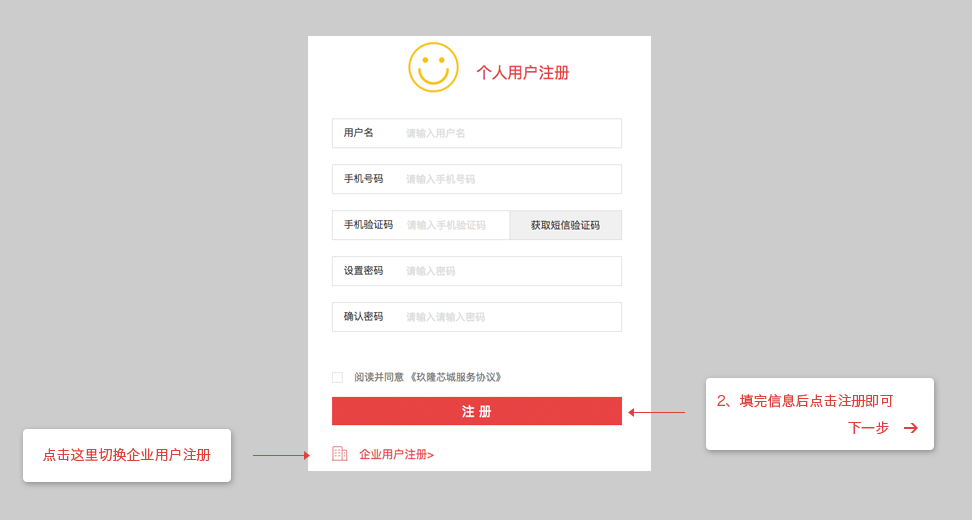 个人用户注册
用户名 请输入用户名
手机号码 请输入手机号码
手机验证码 请输入手机验证码 获取短信验证码
设置密码 请输入密码
确认密码 请输入请输入密码
阅读并同意 《玖隆芯城服务协议》
注 册
企业用户注册>
点击这里切换企业用户注册
2、填完信息后点击注册即可
下一步 →